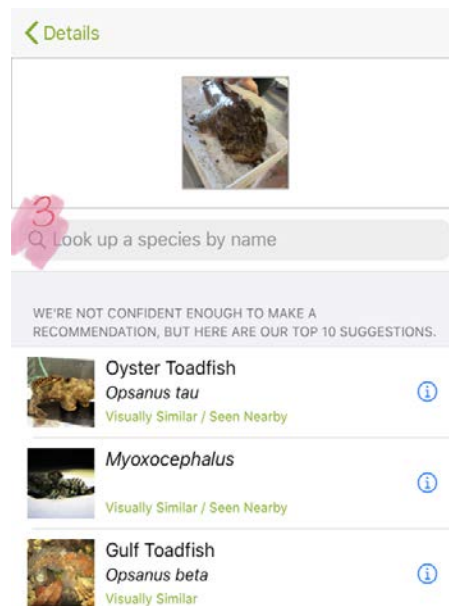 Details
3
Look up a species by name
WE'RE NOT CONFIDENT ENOUGH TO MAKE A
RECOMMENDATION, BUT HERE ARE OUR TOP 10 SUGGESTIONS.
Oyster Toadfish
Opsanus tau
Visually Similar / Seen Nearby
Myoxocephalus
Visually Similar / Seen Nearby
Gulf Toadfish
Opsanus beta
Visually Similar